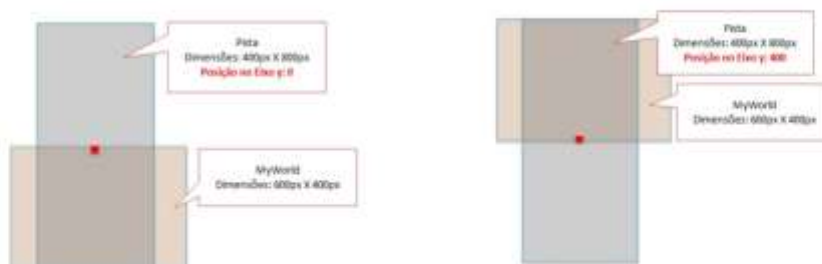 Pista
Dimensões: 400px X 800px
Posição no Eixo y: 0
MyWorld
Dimensões: 600px X 400px
Pista
Dimensões: 400px X 800px
Posição no Eixo y: 400
MyWorld
Dimensões: 600px X 400px